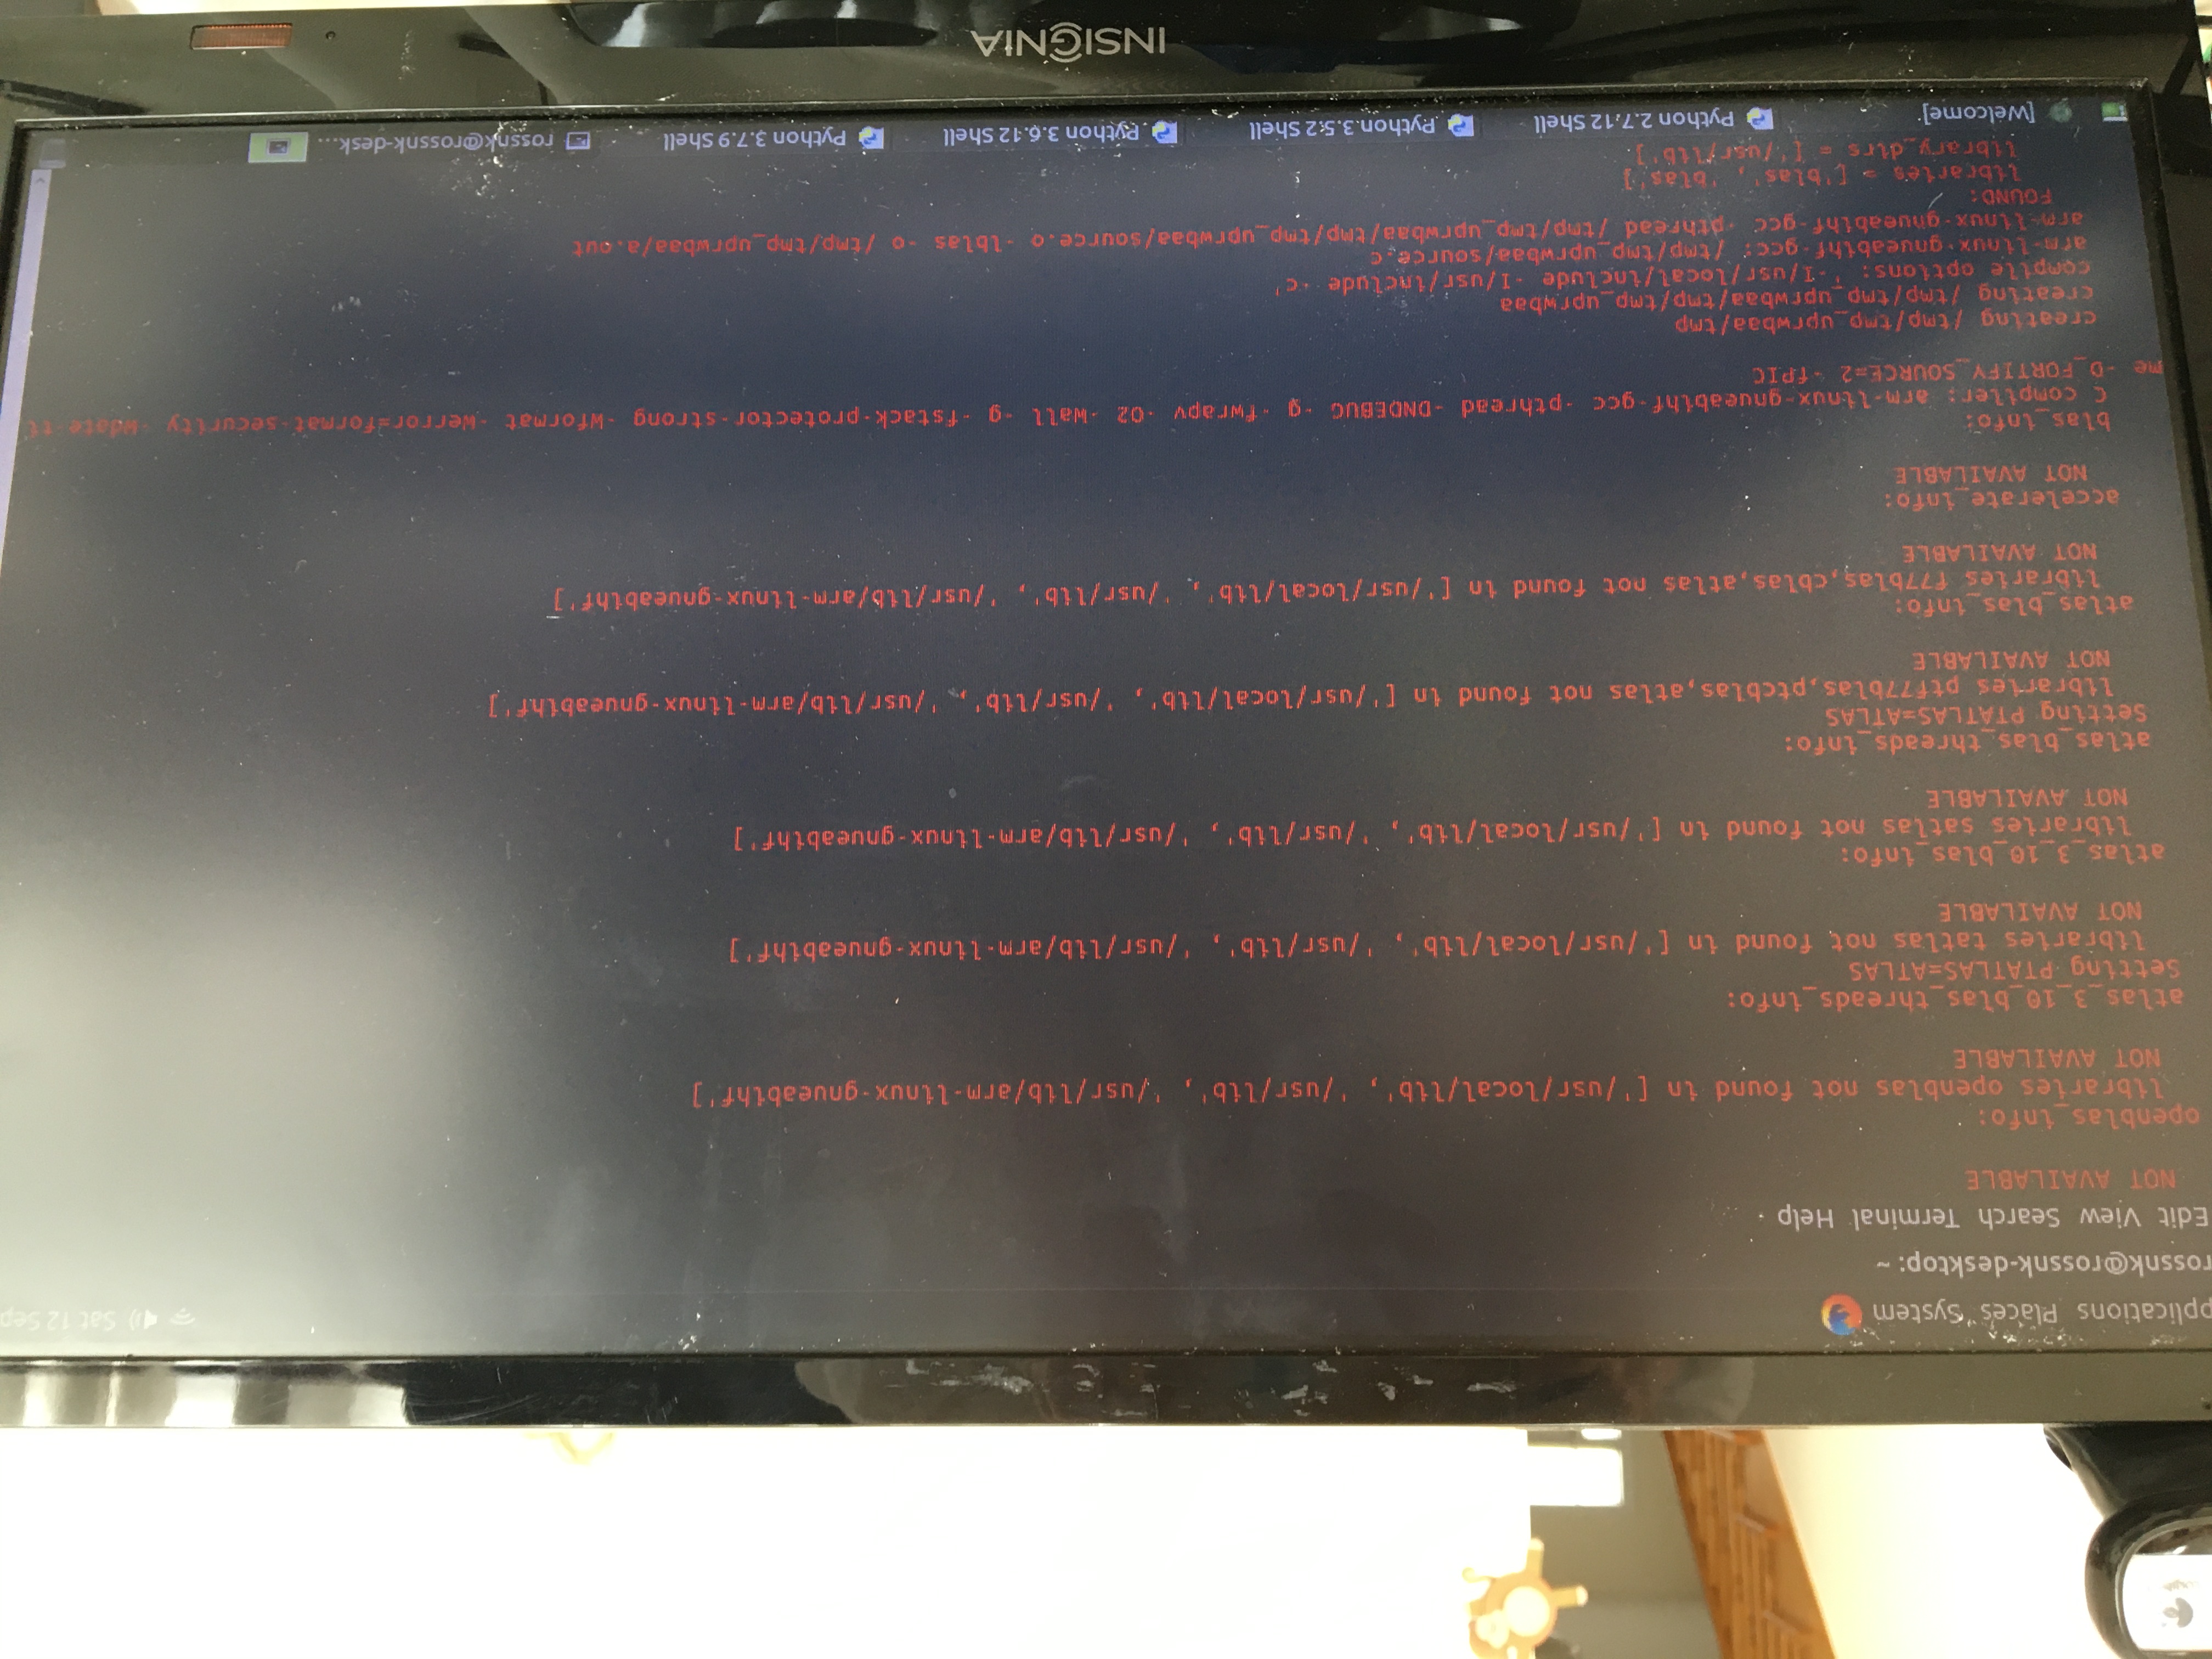 pplications Places System
Sat 12 Sep
rossnk@rossnk-desktop: ~
Edit View Search Terminal Help
NOT AVAILABLE
openblas_info:
libraries openblas not found in ['/usr/local/lib', '/usr/lib', '/usr/lib/arm-linux-gnueabihf']
NOT AVAILABLE
atlas_3_10_blas_threads_info:
Setting PTATLAS=ATLAS
libraries tatlas not found in ['/usr/local/lib', '/usr/lib', '/usr/lib/arm-linux-gnueabihf']
NOT AVAILABLE
atlas_3_10_blas_info:
libraries satlas not found in ['/usr/local/lib', '/usr/lib', '/usr/lib/arm-linux-gnueabihf']
NOT AVAILABLE
atlas_blas_threads_info:
Setting PTATLAS=ATLAS
libraries ptf77blas,ptcblas,atlas not found in ['/usr/local/lib', '/usr/lib', '/usr/lib/arm-linux-gnueabihf']
NOT AVAILABLE
atlas_blas_info:
libraries f77blas,cblas,atlas not found in ['/usr/local/lib', '/usr/lib', '/usr/lib/arm-linux-gnueabihf']
NOT AVAILABLE
accelerate_info:
NOT AVAILABLE
blas_info:
C compiler: arm-linux-gnueabihf-gcc -pthread -DNDEBUG -g -fwrapv -O2 -Wall -g -fstack-protector-strong -Wformat -Werror=format-security -Wdate-ti
me -D_FORTIFY_SOURCE=2 -fPIC
creating /tmp/tmp_uprwbaa/tmp
creating /tmp/tmp_uprwbaa/tmp/tmp_uprwbaa
compile options: '-I/usr/local/include -I/usr/include -c'
arm-linux-gnueabihf-gcc: /tmp/tmp_uprwbaa/source.c
arm-linux-gnueabihf-gcc -pthread /tmp/tmp_uprwbaa/tmp/tmp_uprwbaa/source.o -lblas -o /tmp/tmp_uprwbaa/a.out
FOUND:
libraries = ['blas', 'blas']
library_dirs = ['/usr/lib']
[Welcome]
Python 2.7.12 Shell
Python 3.5.2 Shell
Python 3.6.12 Shell
Python 3.7.9 Shell
rossnk@rossnk-desk...
INSIGNIA